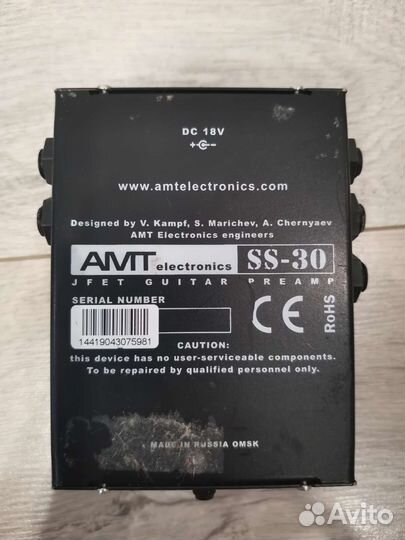 DC 18V
www.amtelectronics.com
Designed by V. Kampf, S. Marichev, A. Chernyaev
AMT Electronics engineers
AMT electronics SS-30
JFET GUITAR PREAMP
SERIAL NUMBER
14419043075981
CE
RoHS
CAUTION:
this device has no user-serviceable components.
To be repaired by qualified personnel only.
MADE IN RUSSIA OMSK
Avito